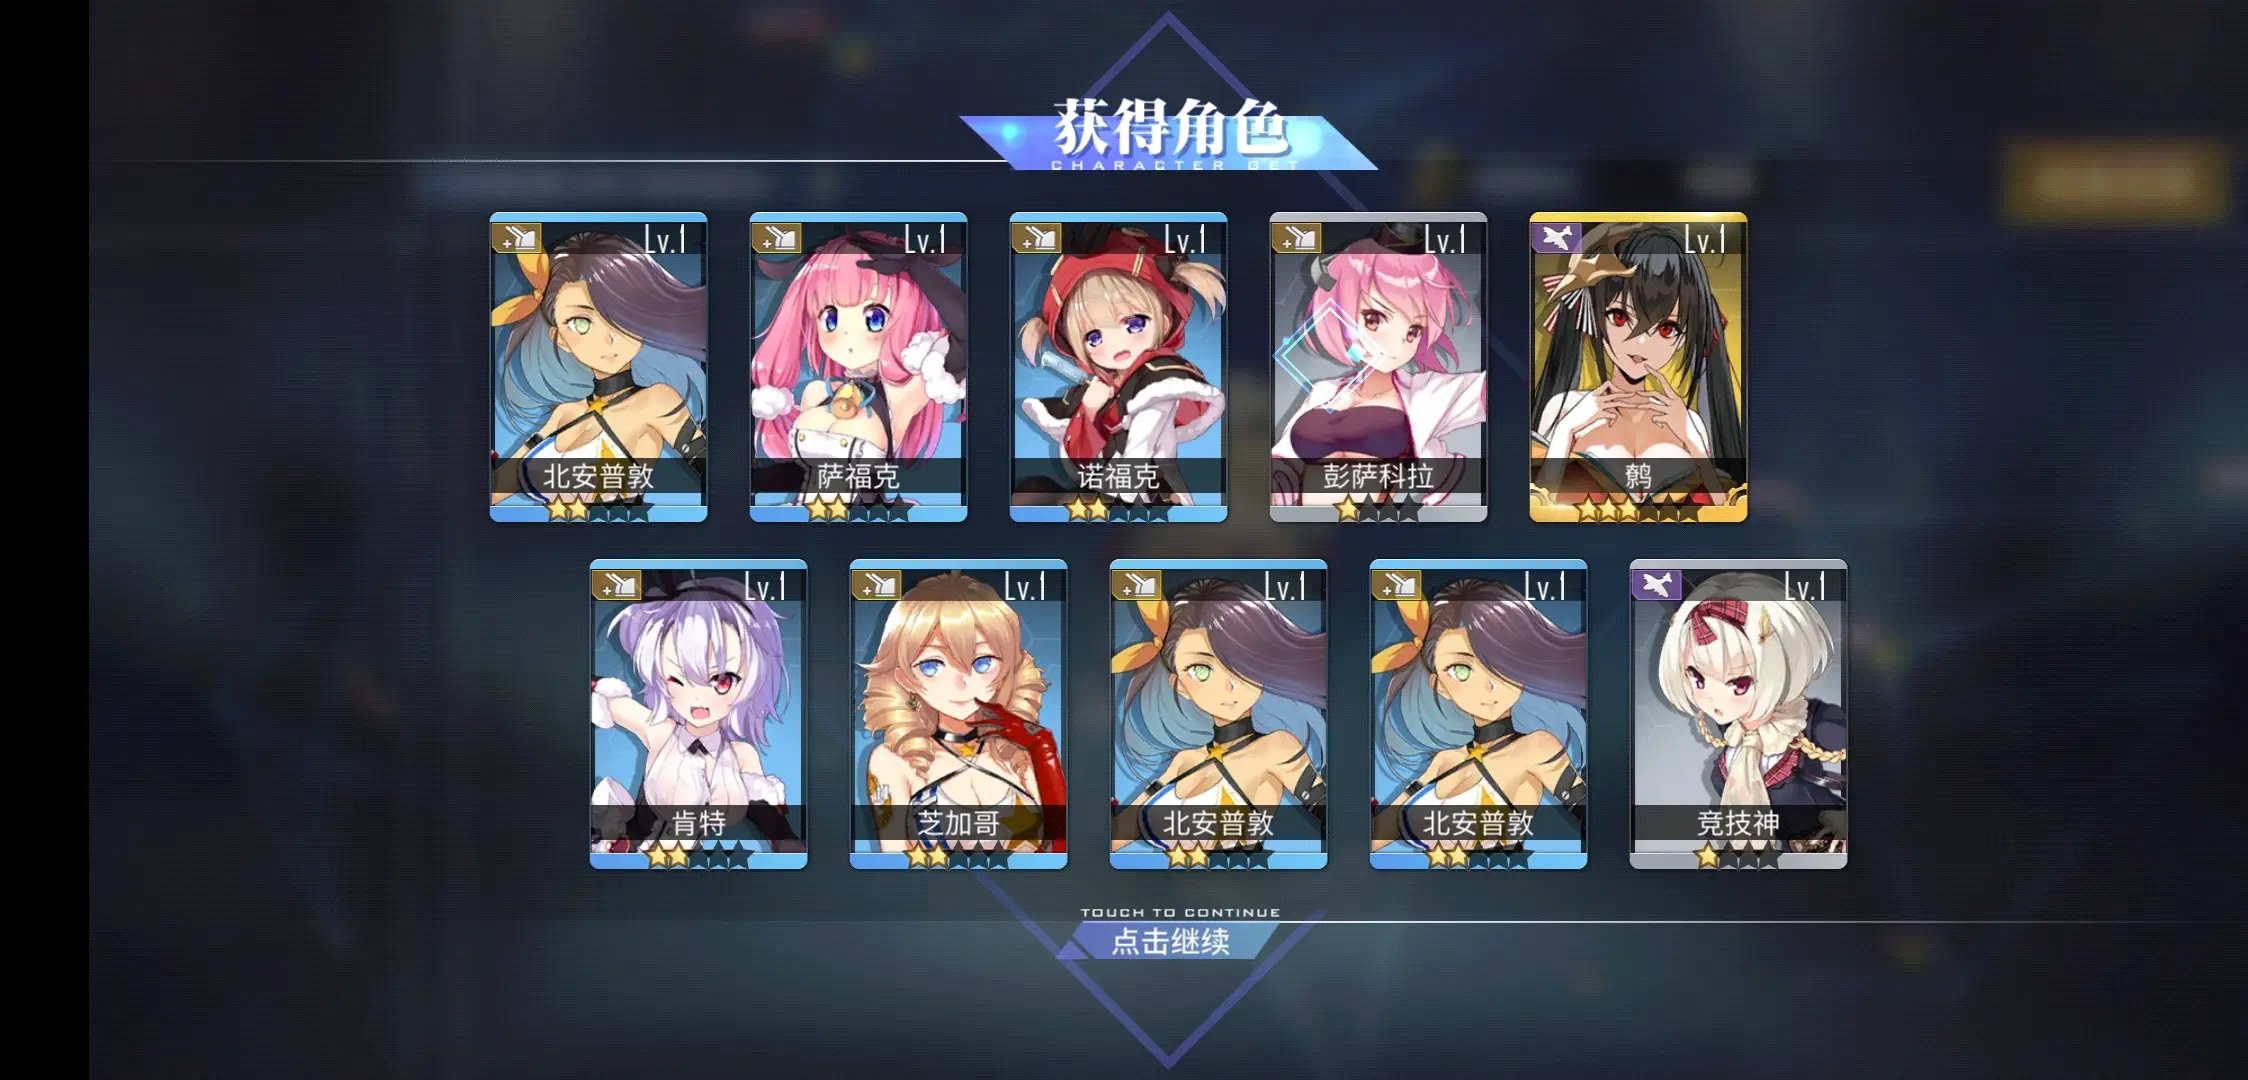 获得角色
CHARACTER GET
Lv.1
Lv.1
Lv.1
Lv.1
Lv.1
北安普敦
萨福克
诺福克
彭萨科拉
鹩
Lv.1
Lv.1
Lv.1
Lv.1
Lv.1
肯特
芝加哥
北安普敦
北安普敦
竞技神
TOUCH TO CONTINUE
点击继续